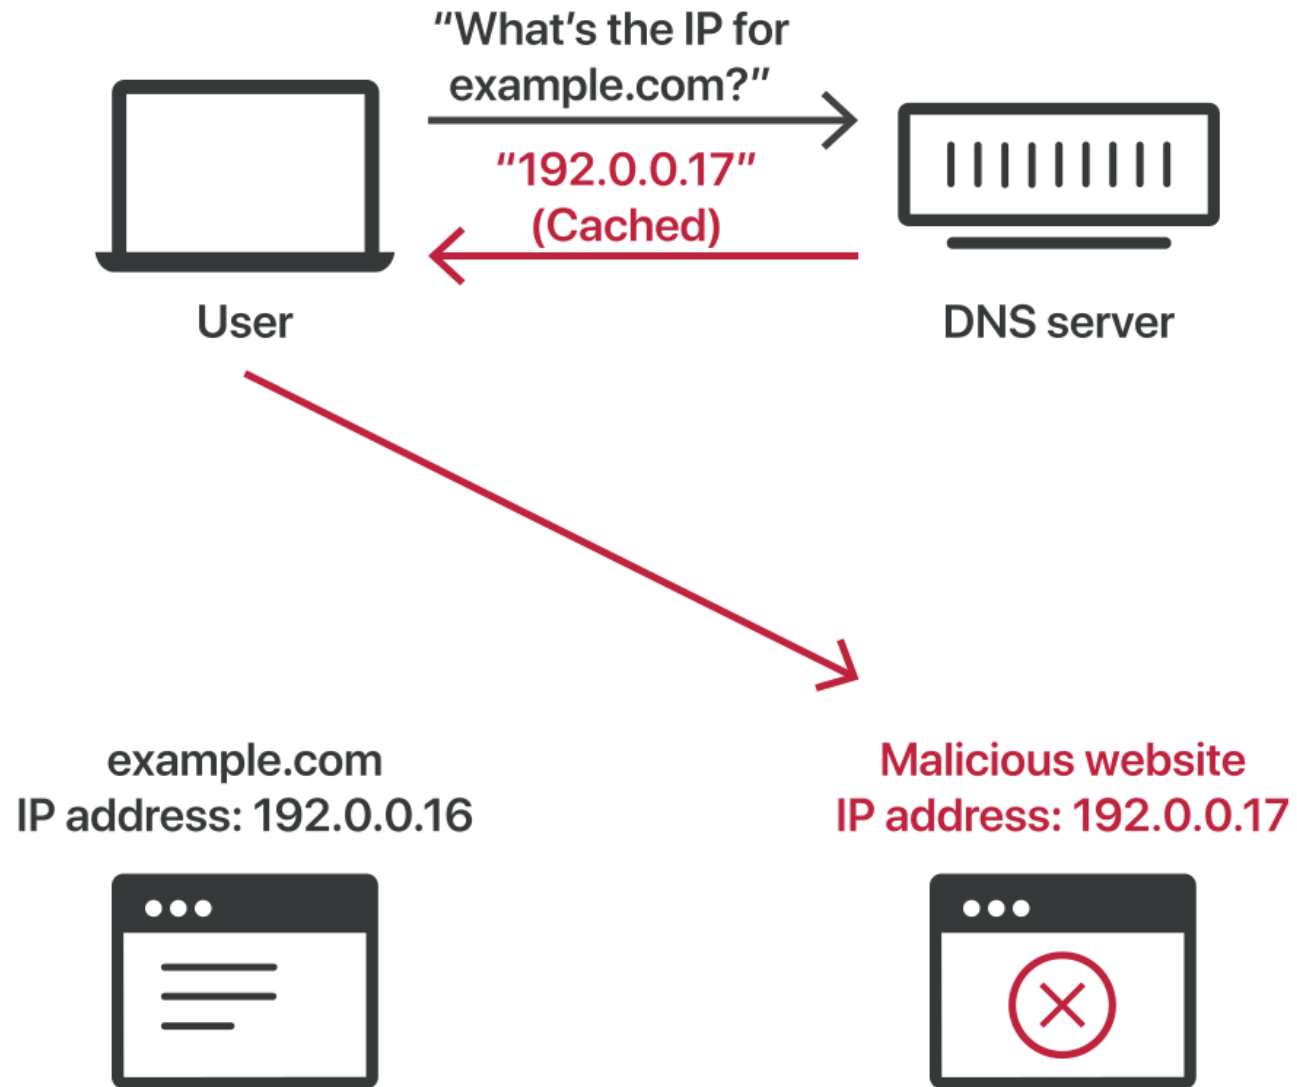 “What’s the IP for
example.com?”
“192.0.0.17”
(Cached)
User
DNS server
example.com
IP address: 192.0.0.16
Malicious website
IP address: 192.0.0.17